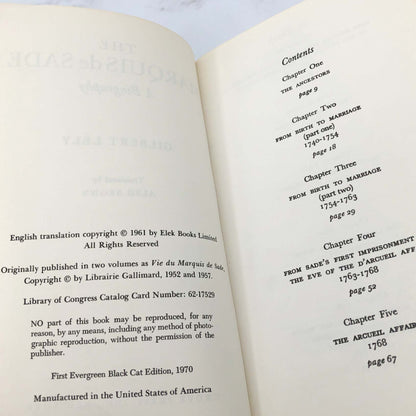 THE
MARQUIS de SADE
A Biography
GILBERT LELY
Translated by
ALEC BROWN
English translation copyright © 1961 by Elek Books Limited.
All Rights Reserved
Originally published in two volumes as Vie du Marquis de Sade,
Copyright © by Librairie Gallimard, 1952 and 1957.
Library of Congress Catalog Card Number: 62-17529
NO part of this book may be reproduced, for any
reason, by any means, including any method of photo-
graphic reproduction, without the permission of the
publisher.
First Evergreen Black Cat Edition, 1970
Manufactured in the United States of America
Contents
Chapter One
THE ANCESTORS
page 9
Chapter Two
FROM BIRTH TO MARRIAGE
(part one)
1740-1754
page 18
Chapter Three
FROM BIRTH TO MARRIAGE
(part two)
1754-1763
page 29
Chapter Four
FROM SADE'S FIRST IMPRISONMENT
THE EVE OF THE D'ARCUEIL AFF
1763-1768
page 52
Chapter Five
THE ARCUEIL AFFAIR
1768
page 67